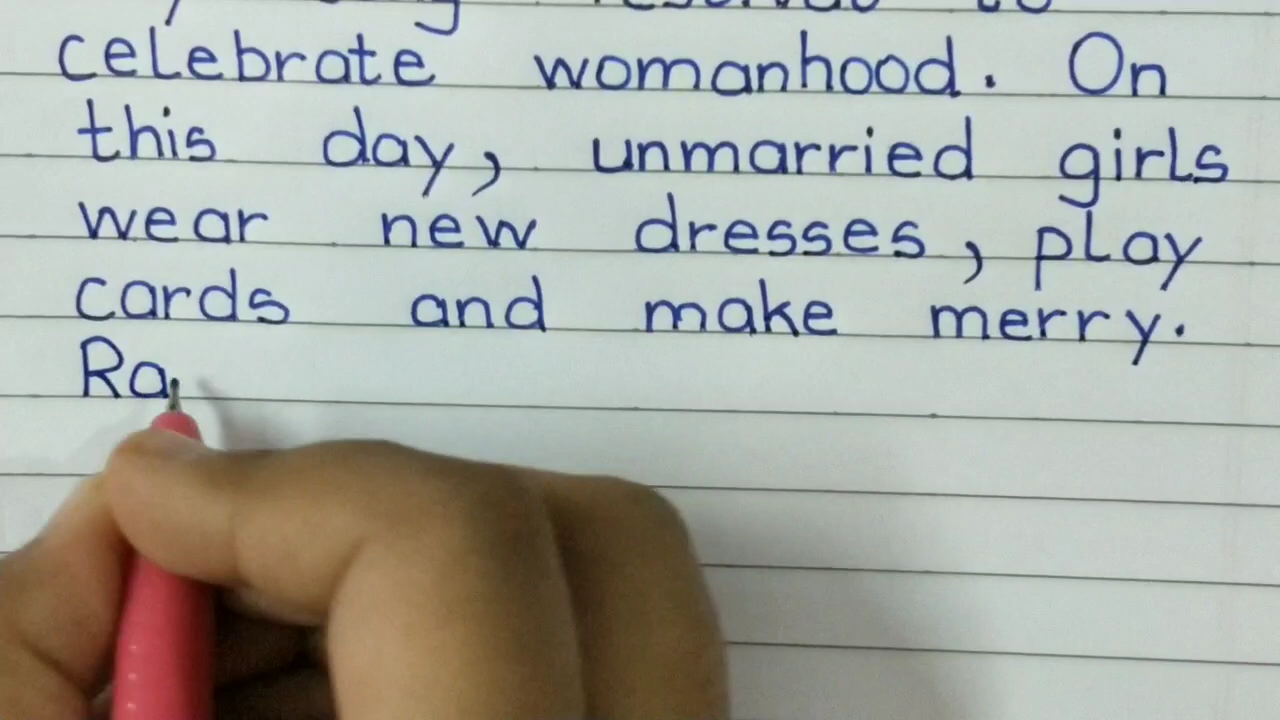 celebrate womanhood. On
this day, unmarried girls
wear new dresses, play
cards and make merry.
Ra